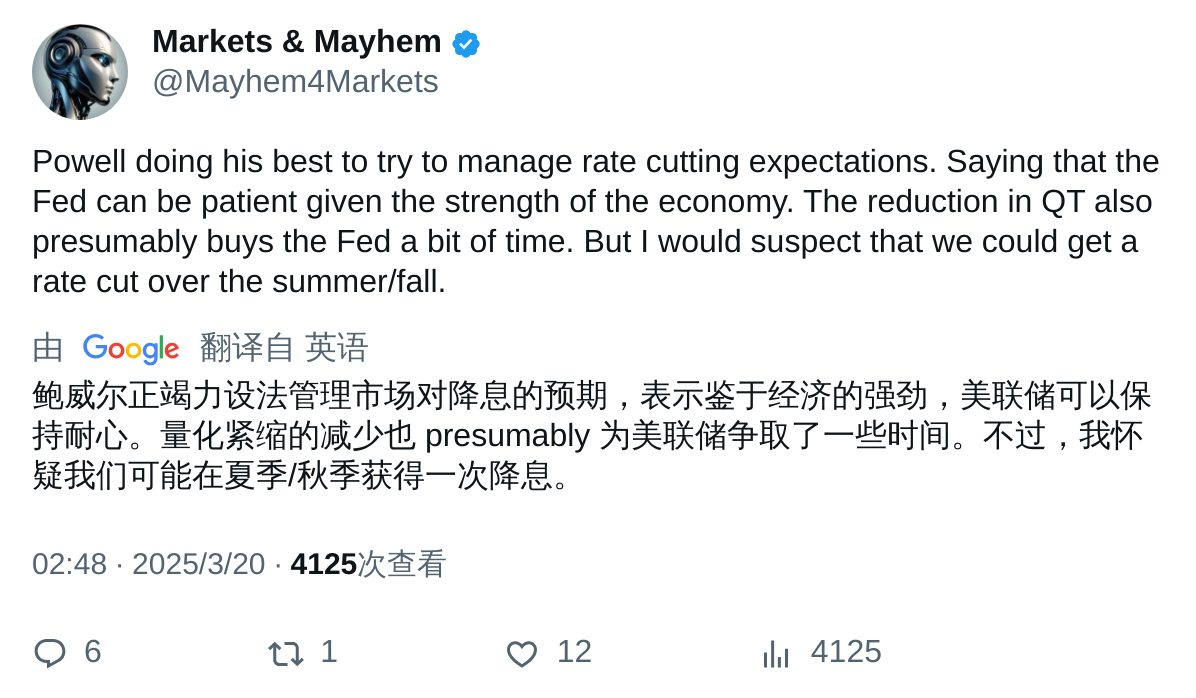 Markets & Mayhem
@Mayhem4Markets
Powell doing his best to try to manage rate cutting expectations. Saying that the
Fed can be patient given the strength of the economy. The reduction in QT also
presumably buys the Fed a bit of time. But I would suspect that we could get a
rate cut over the summer/fall.
由 Google 翻译自 英语
鲍威尔正竭力设法管理市场对降息的预期，表示鉴于经济的强劲，美联储可以保
持耐心。量化紧缩的减少也 presumably 为美联储争取了一些时间。不过，我怀
疑我们可能在夏季/秋季获得一次降息。
02:48 · 2025/3/20 · 4125次查看
6 1 12 4125